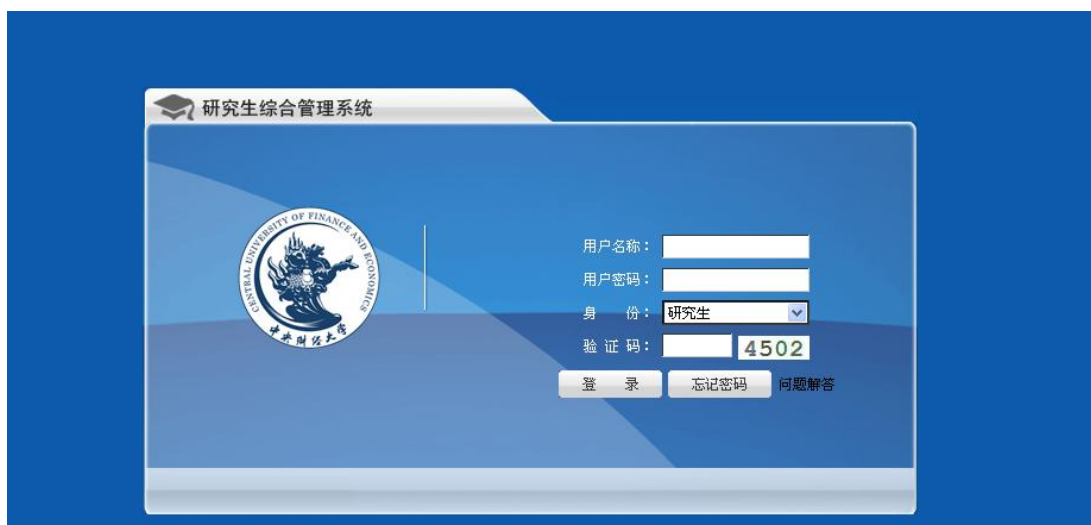 研究生综合管理系统
CENTRAL UNIVERSITY OF FINANCE AND ECONOMICS
中央财经大学
用户名称：
用户密码：
身 份： 研究生
验 证 码： 4502
登 录 忘记密码 问题解答